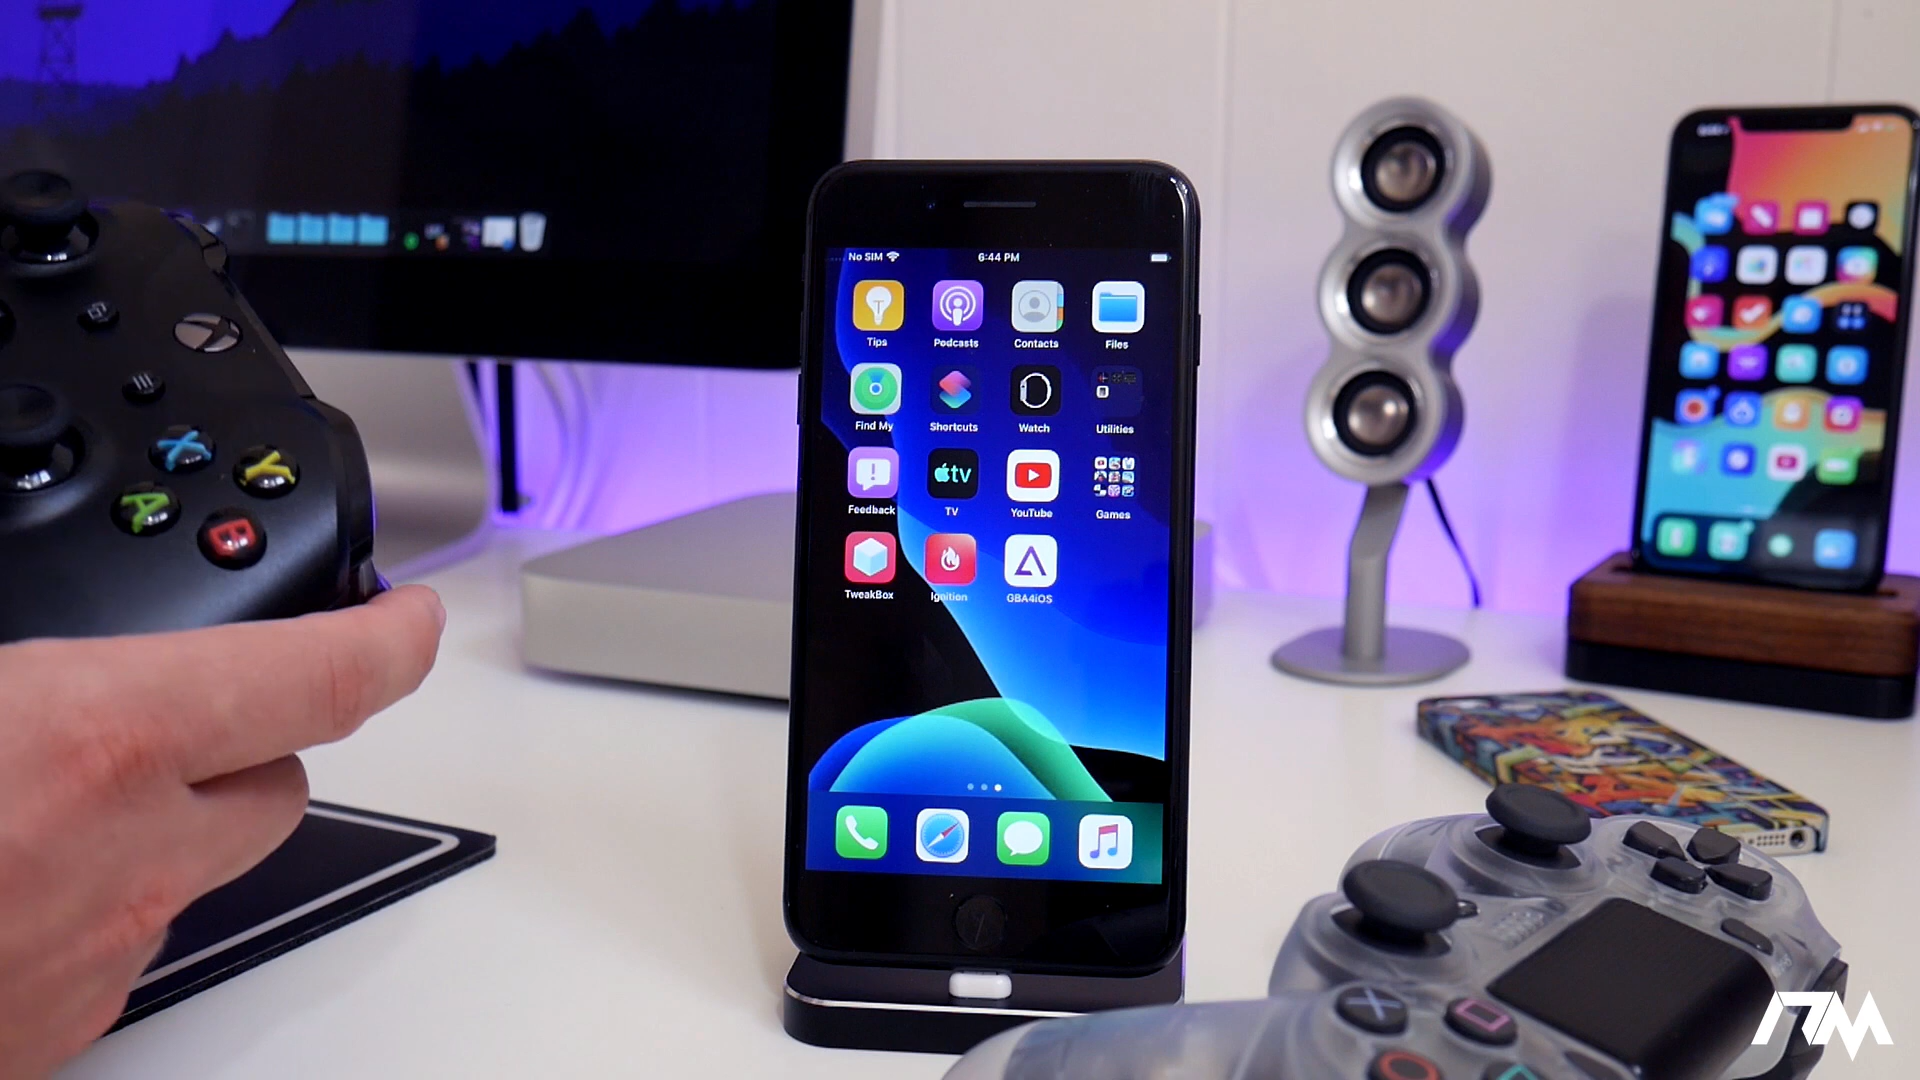 No SIM 6:44 PM
Tips Podcasts Contacts Files
Find My Shortcuts Watch Utilities
tv
Feedback TV YouTube Games
TweakBox Ignition GBA4iOS
X
Y
A
B